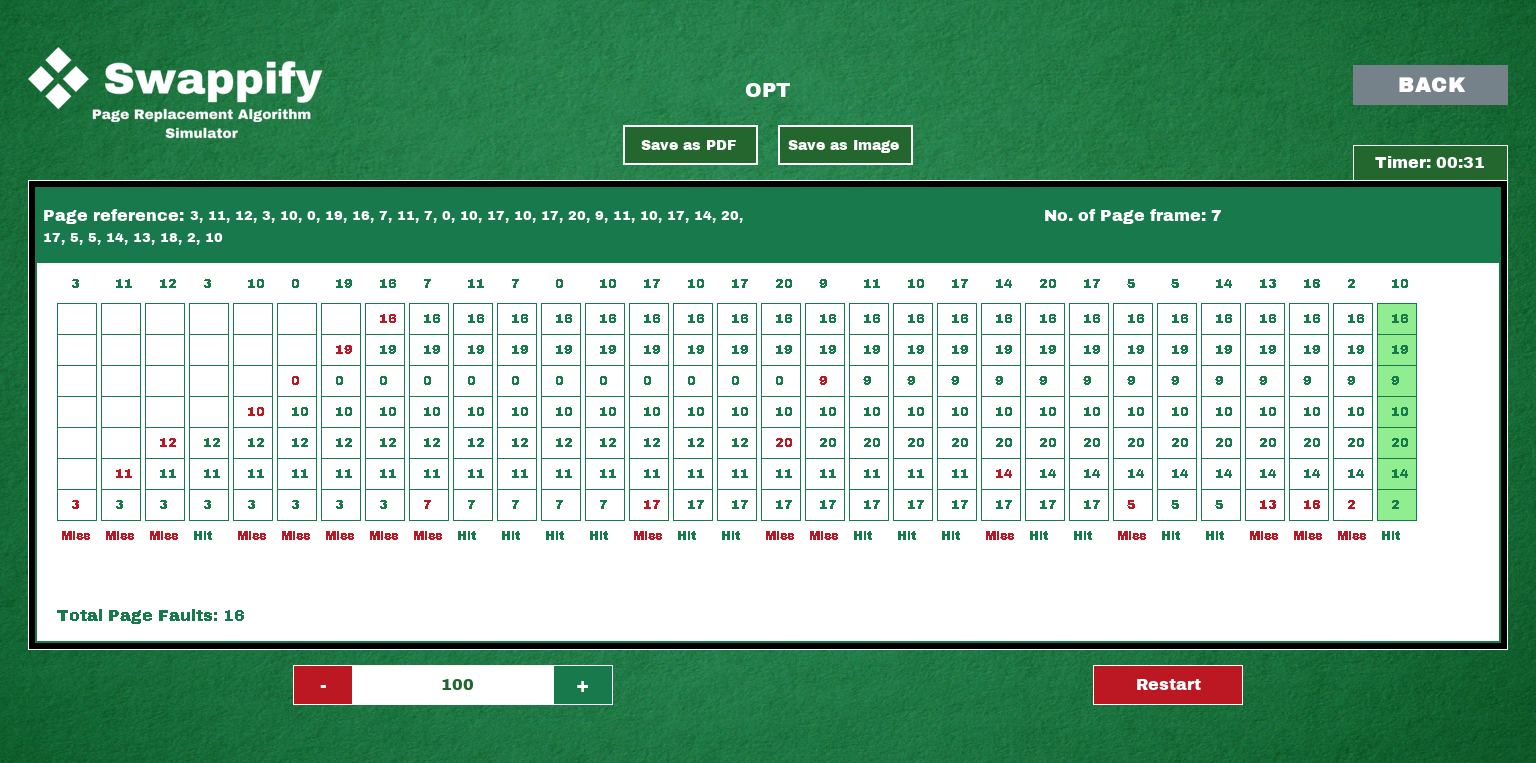 Swappify
Page Replacement Algorithm
Simulator
OPT
BACK
Save as PDF
Save as Image
Timer: 00:31
Page reference: 3, 11, 12, 3, 10, 0, 19, 16, 7, 11, 7, 0, 10, 17, 10, 17, 20, 9, 11, 10, 17, 14, 20,
17, 5, 5, 14, 13, 18, 2, 10
No. of Page frame: 7
3 11 12 3 10 0 19 16 7 11 7 0 10 17 10 17 20 9 11 10 17 14 20 17 5 5 14 13 18 2 10
16 16 16 16 16 16 16 16 16 16 16 16 16 16 16 16 16 16 16 16 16 16 16 16
19 19 19 19 19 19 19 19 19 19 19 19 19 19 19 19 19 19 19 19 19 19 19 19 19
0 0 0 0 0 0 0 0 0 0 0 0 9 9 9 9 9 9 9 9 9 9 9 9 9 9
10 10 10 10 10 10 10 10 10 10 10 10 10 10 10 10 10 10 10 10 10 10 10 10 10 10 10
12 12 12 12 12 12 12 12 12 12 12 12 12 12 20 20 20 20 20 20 20 20 20 20 20 20 20 20 20
11 11 11 11 11 11 11 11 11 11 11 11 11 11 11 11 11 11 11 11 14 14 14 14 14 14 14 14 14 14
3 3 3 3 3 3 3 3 7 7 7 7 7 17 17 17 17 17 17 17 17 17 17 17 5 5 5 13 18 2 2
Miss Miss Miss Hit Miss Miss Miss Miss Miss Hit Hit Hit Hit Miss Hit Hit Miss Miss Hit Hit Hit Miss Hit Hit Miss Hit Hit Miss Miss Miss Hit
Total Page Faults: 16
- 100 +
Restart